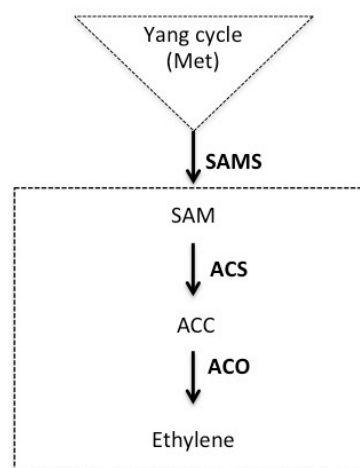 Yang cycle
(Met)
SAMS
SAM
ACS
ACC
ACO
Ethylene